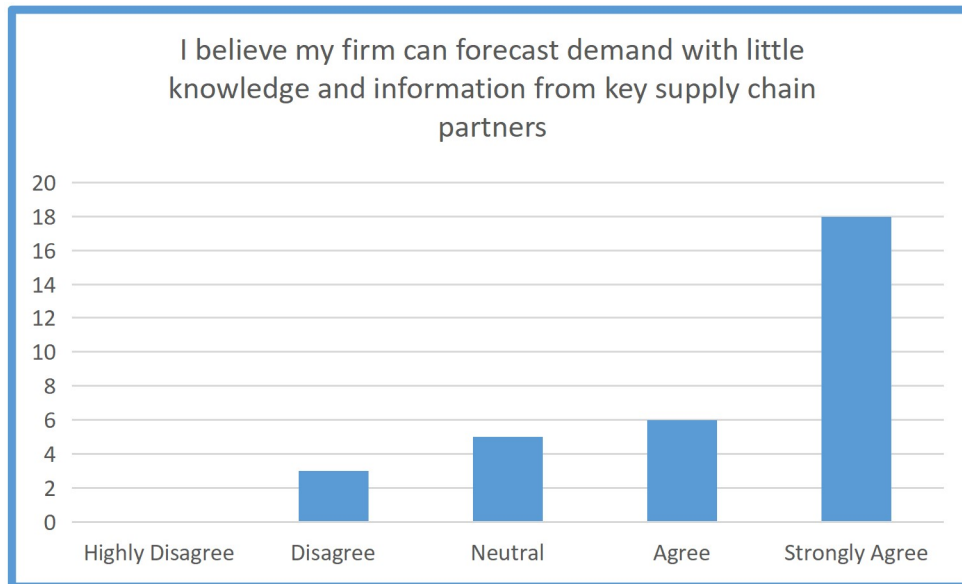 I believe my firm can forecast demand with little
knowledge and information from key supply chain
partners
20
18
16
14
12
10
8
6
4
2
0
Highly Disagree Disagree Neutral Agree Strongly Agree